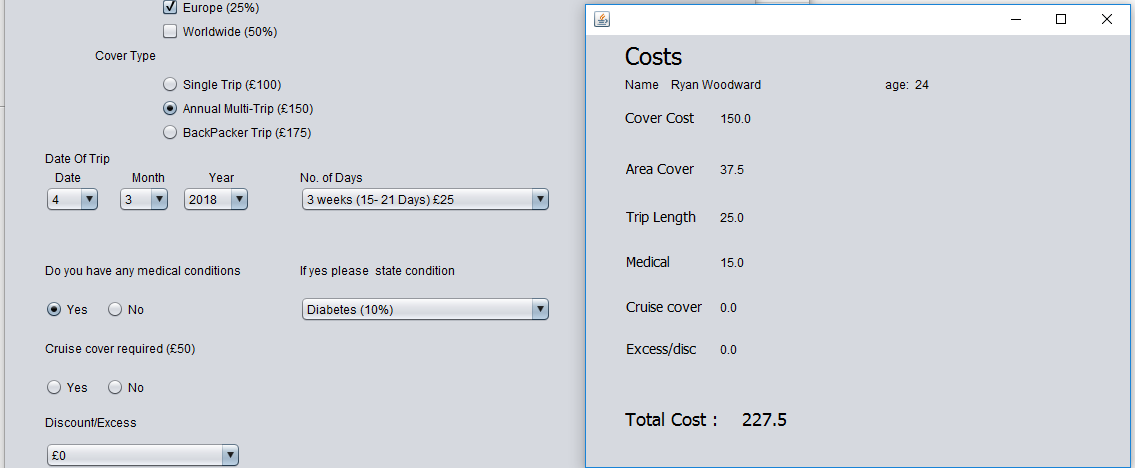 Europe (25%)
Worldwide (50%)
Cover Type
Single Trip (£100)
Annual Multi-Trip (£150)
BackPacker Trip (£175)
Date Of Trip
Date Month Year No. of Days
4 3 2018 3 weeks (15- 21 Days) £25
Do you have any medical conditions If yes please state condition
Yes No Diabetes (10%)
Cruise cover required (£50)
Yes No
Discount/Excess
£0
Costs
Name Ryan Woodward age: 24
Cover Cost 150.0
Area Cover 37.5
Trip Length 25.0
Medical 15.0
Cruise cover 0.0
Excess/disc 0.0
Total Cost : 227.5